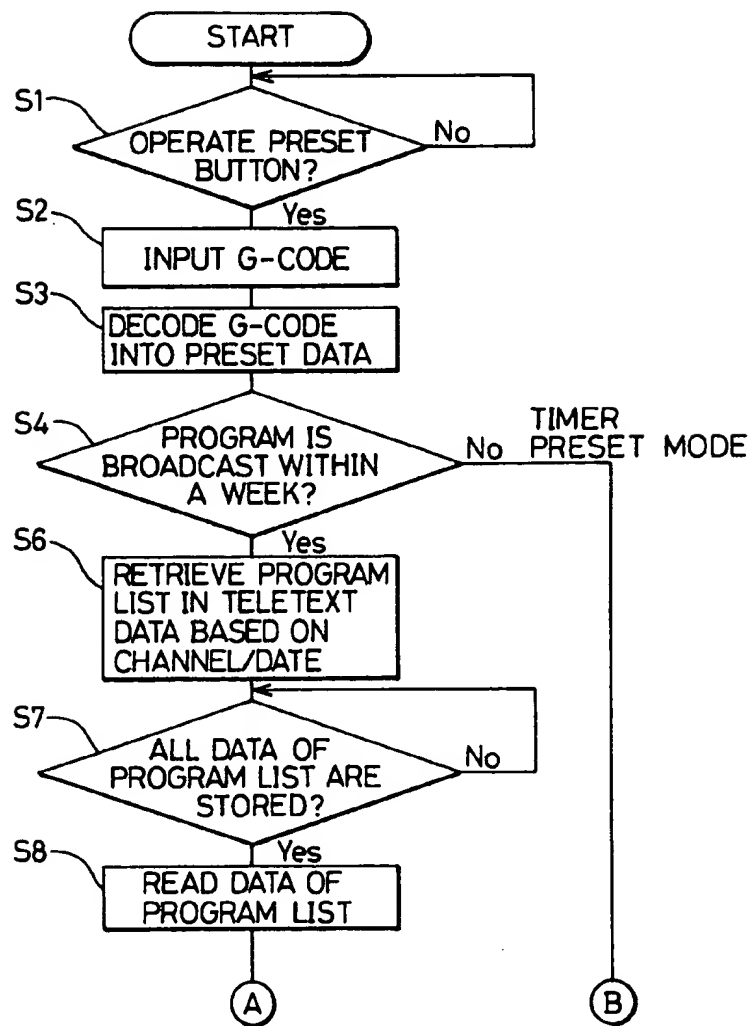 START
S1
OPERATE PRESET
BUTTON?
No
Yes
S2
INPUT G-CODE
S3
DECODE G-CODE
INTO PRESET DATA
S4
PROGRAM IS
BROADCAST WITHIN
A WEEK?
No
TIMER
PRESET MODE
Yes
S6
RETRIEVE PROGRAM
LIST IN TELETEXT
DATA BASED ON
CHANNEL/DATE
S7
ALL DATA OF
PROGRAM LIST ARE
STORED?
No
Yes
S8
READ DATA OF
PROGRAM LIST
A
B